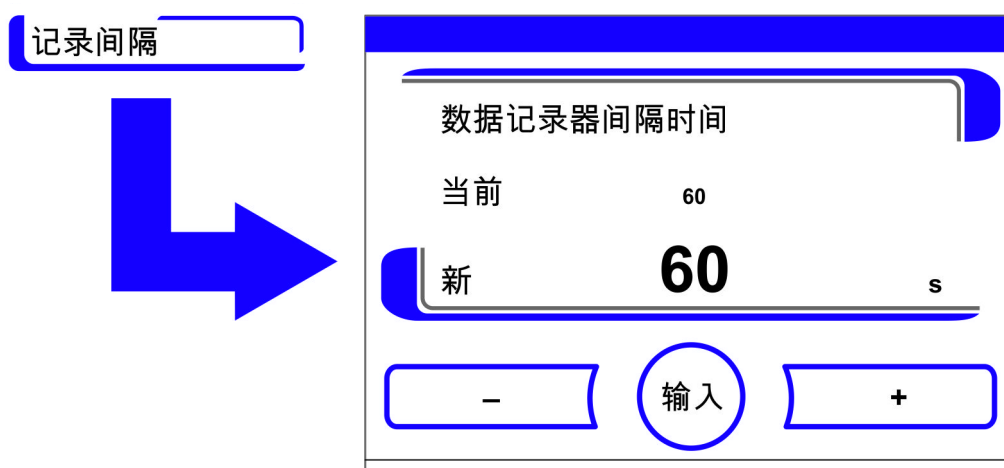 记录间隔
数据记录器间隔时间
当前 60
新 60 s
– 输入 +